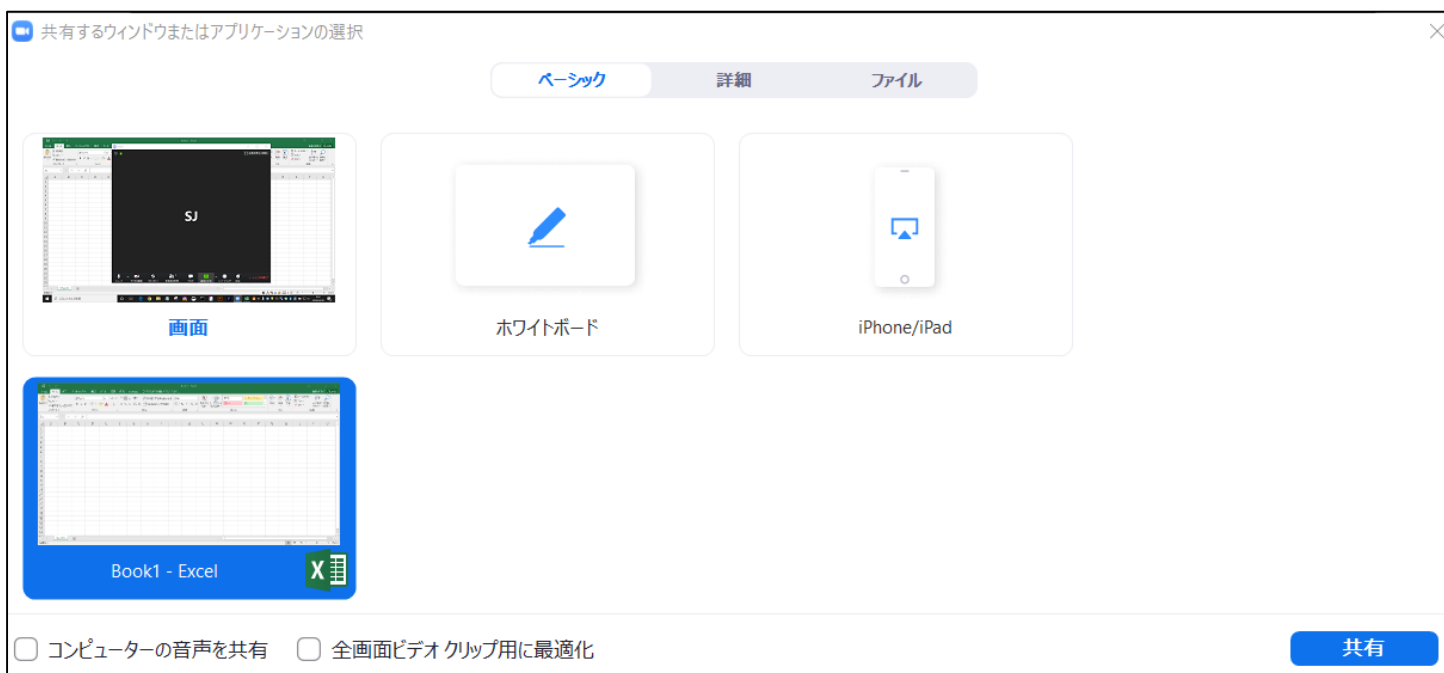 共有するウィンドウまたはアプリケーションの選択
ベーシック
詳細
ファイル
SJ
画面
ホワイトボード
iPhone/iPad
Book1 - Excel
コンピューターの音声を共有
全画面ビデオ クリップ用に最適化
共有